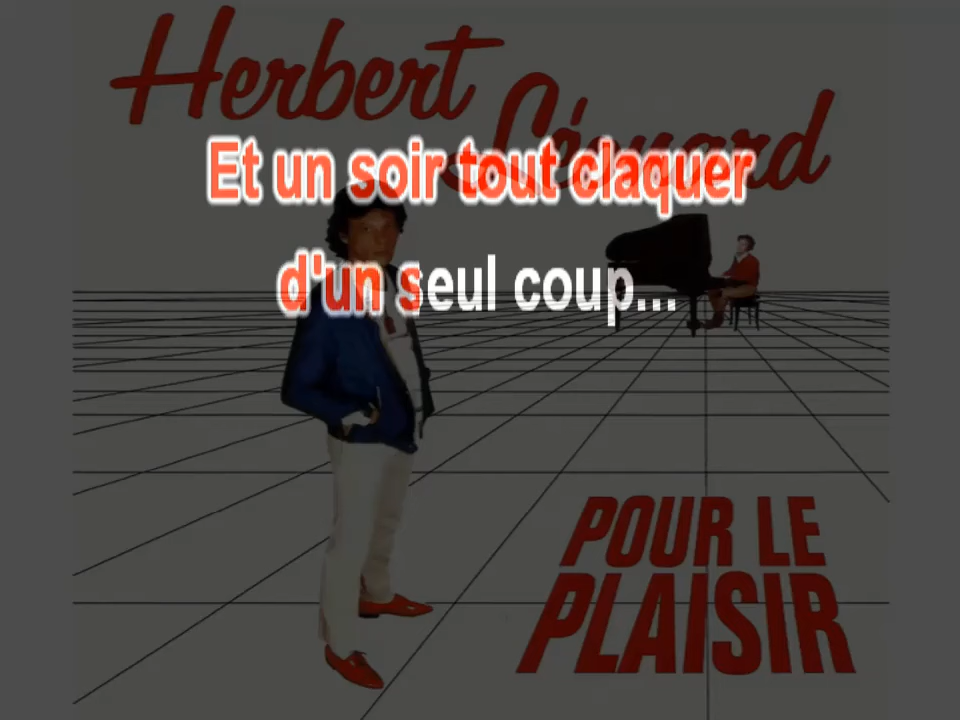 Herbert Léonard
Et un soir tout claquer
d'un seul coup...
POUR LE
PLAISIR